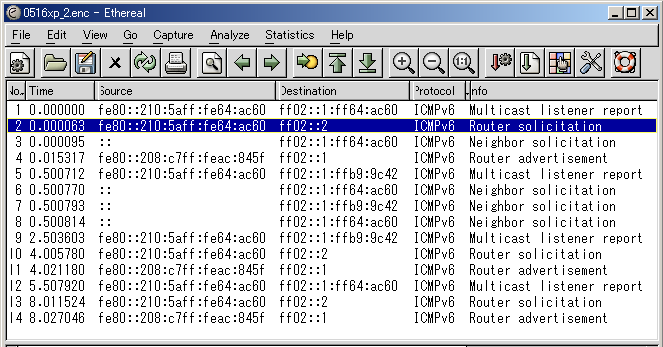 0516xp_2.enc - Ethereal
File Edit View Go Capture Analyze Statistics Help
1:1
No.. Time Source Destination Protocol Info
1 0.000000 fe80::210:5aff:fe64:ac60 ff02::1:ff64:ac60 ICMPv6 Multicast listener report
2 0.000063 fe80::210:5aff:fe64:ac60 ff02::2 ICMPv6 Router solicitation
3 0.000095 :: ff02::1:ff64:ac60 ICMPv6 Neighbor solicitation
4 0.015317 fe80::208:c7ff:feac:845f ff02::1 ICMPv6 Router advertisement
5 0.500712 fe80::210:5aff:fe64:ac60 ff02::1:ffb9:9c42 ICMPv6 Multicast listener report
6 0.500770 :: ff02::1:ff64:ac60 ICMPv6 Neighbor solicitation
7 0.500793 :: ff02::1:ffb9:9c42 ICMPv6 Neighbor solicitation
8 0.500814 :: ff02::1:ff64:ac60 ICMPv6 Neighbor solicitation
9 2.503603 fe80::210:5aff:fe64:ac60 ff02::1:ffb9:9c42 ICMPv6 Multicast listener report
10 4.005780 fe80::210:5aff:fe64:ac60 ff02::2 ICMPv6 Router solicitation
11 4.021180 fe80::208:c7ff:feac:845f ff02::1 ICMPv6 Router advertisement
12 5.507920 fe80::210:5aff:fe64:ac60 ff02::1:ff64:ac60 ICMPv6 Multicast listener report
13 8.011524 fe80::210:5aff:fe64:ac60 ff02::2 ICMPv6 Router solicitation
14 8.027046 fe80::208:c7ff:feac:845f ff02::1 ICMPv6 Router advertisement